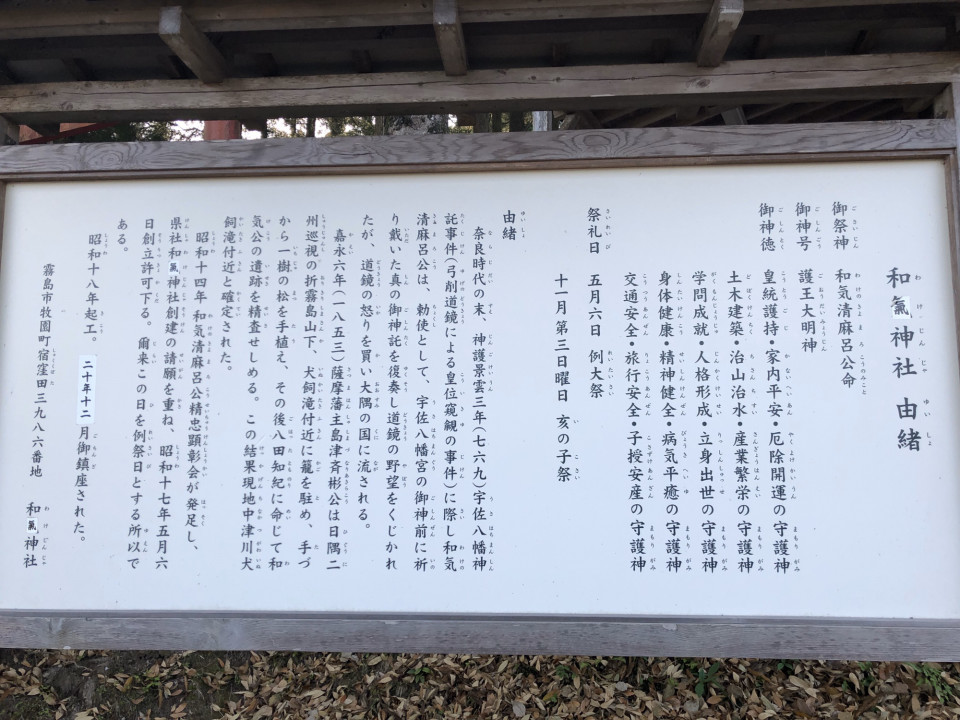 和氣神社 由緒
御祭神 和気清麻呂公命
御神号 護王大明神
御神徳 皇統護持・家内平安・厄除開運の守護神
土木建築・治山治水・産業繁栄の守護神
学問成就・人格形成・立身出世の守護神
身体健康・精神健全・病気平癒の守護神
交通安全・旅行安全・子授安産の守護神
祭礼日 五月六日 例大祭
十一月第三日曜日 亥の子祭
由緒
奈良時代の末、神護景雲三年(七六九)宇佐八幡神
託事件(弓削道鏡による皇位窺覦の事件)に際し和気
清麻呂公は、勅使として、宇佐八幡宮の御神前に祈
り戴いた真の御神託を復奏し道鏡の野望をくじかれ
たが、道鏡の怒りを買い大隅の国に流される。
嘉永六年(一八五三)薩摩藩主島津斉彬公は日隅二
州巡視の折霧島山下、犬飼滝付近に籠を駐め、手づ
から一樹の松を手植え、その後八田知紀に命じて和
気公の遺跡を精査せしめる。この結果現地中津川犬
飼滝付近と確定された。
昭和十四年、和気清麻呂公精忠顕彰会が発足し、
県社和氣神社創建の請願を重ね、昭和十七年五月六
日創立許可下る。爾来この日を例祭日とする所以で
ある。
昭和十八年起工。二十年十二月御鎮座された。
霧島市牧園町宿窪田三九八六番地 和氣神社